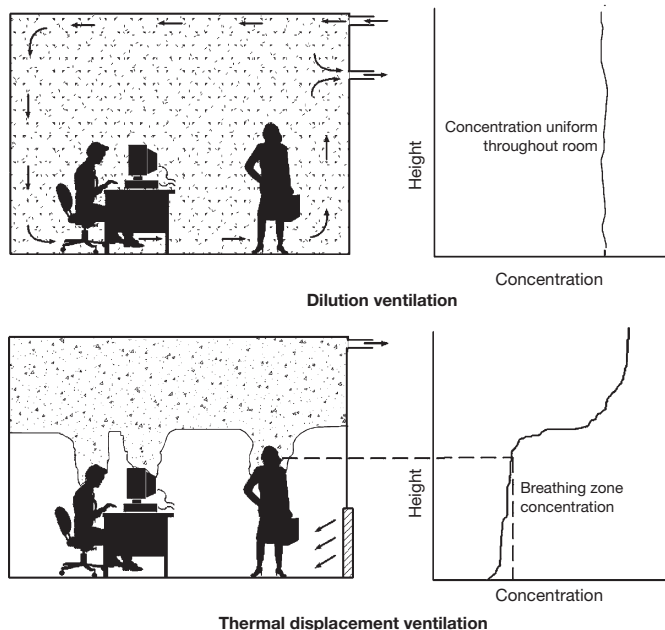 Height
Concentration uniform
throughout room
Concentration
Dilution ventilation
Height
Breathing zone
concentration
Concentration
Thermal displacement ventilation